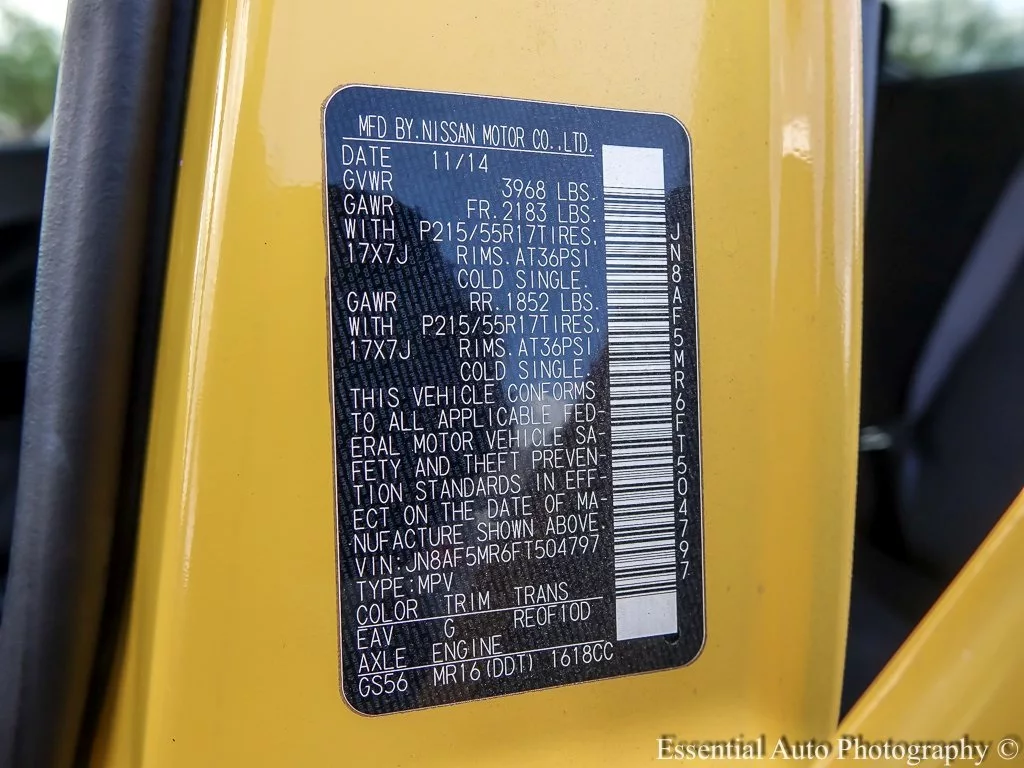 MFD BY.NISSAN MOTOR CO.,LTD.
DATE 11/14
GVWR 3968 LBS.
GAWR FR.2183 LBS.
WITH P215/55R17TIRES,
17X7J RIMS.AT36PSI
COLD SINGLE.
GAWR RR.1852 LBS.
WITH P215/55R17TIRES,
17X7J RIMS.AT36PSI
COLD SINGLE.
THIS VEHICLE CONFORMS
TO ALL APPLICABLE FED-
ERAL MOTOR VEHICLE SA-
FETY AND THEFT PREVEN-
TION STANDARDS IN EFF-
ECT ON THE DATE OF MA-
NUFACTURE SHOWN ABOVE.
VIN:JN8AF5MR6FT504797
TYPE:MPV
COLOR TRIM TRANS
EAV G RE0F10D
AXLE ENGINE
GS56 MR16(DDT) 1618CC
JN8AF5MR6FT504797
Essential Auto Photography ©